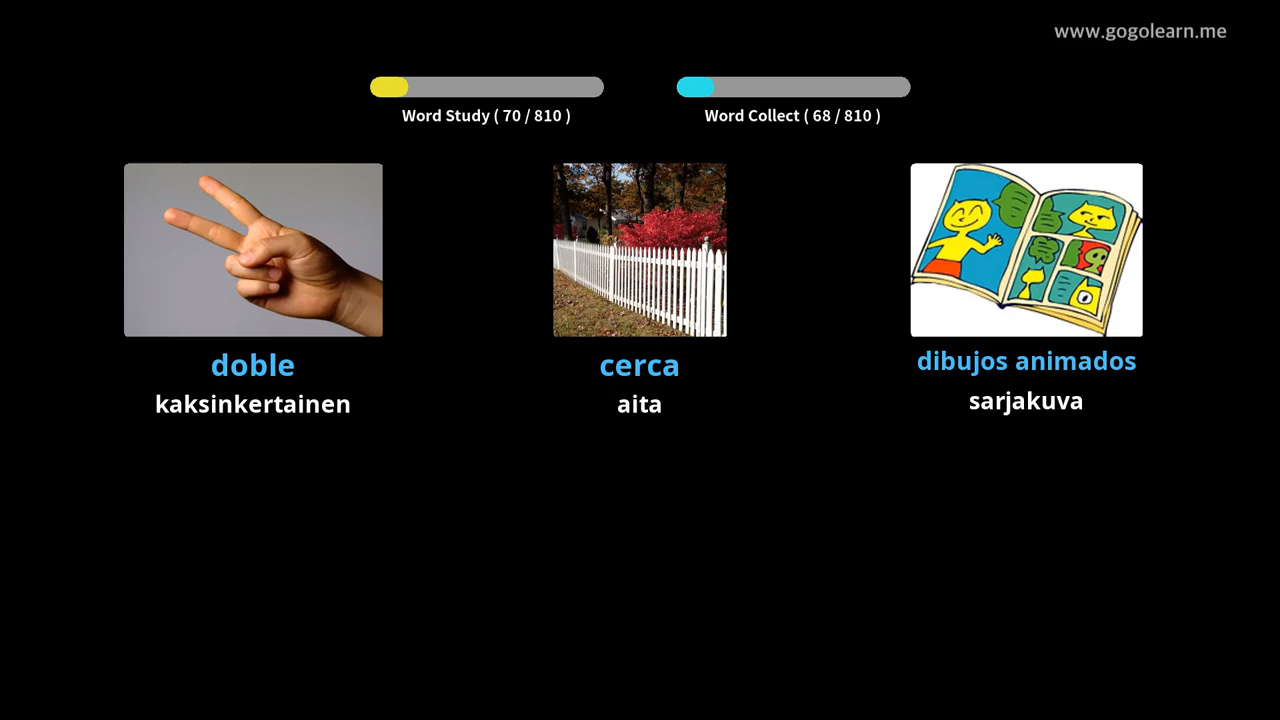 www.gogolearn.me
Word Study ( 70 / 810 )
Word Collect ( 68 / 810 )
doble
kaksinkertainen
cerca
aita
dibujos animados
sarjakuva